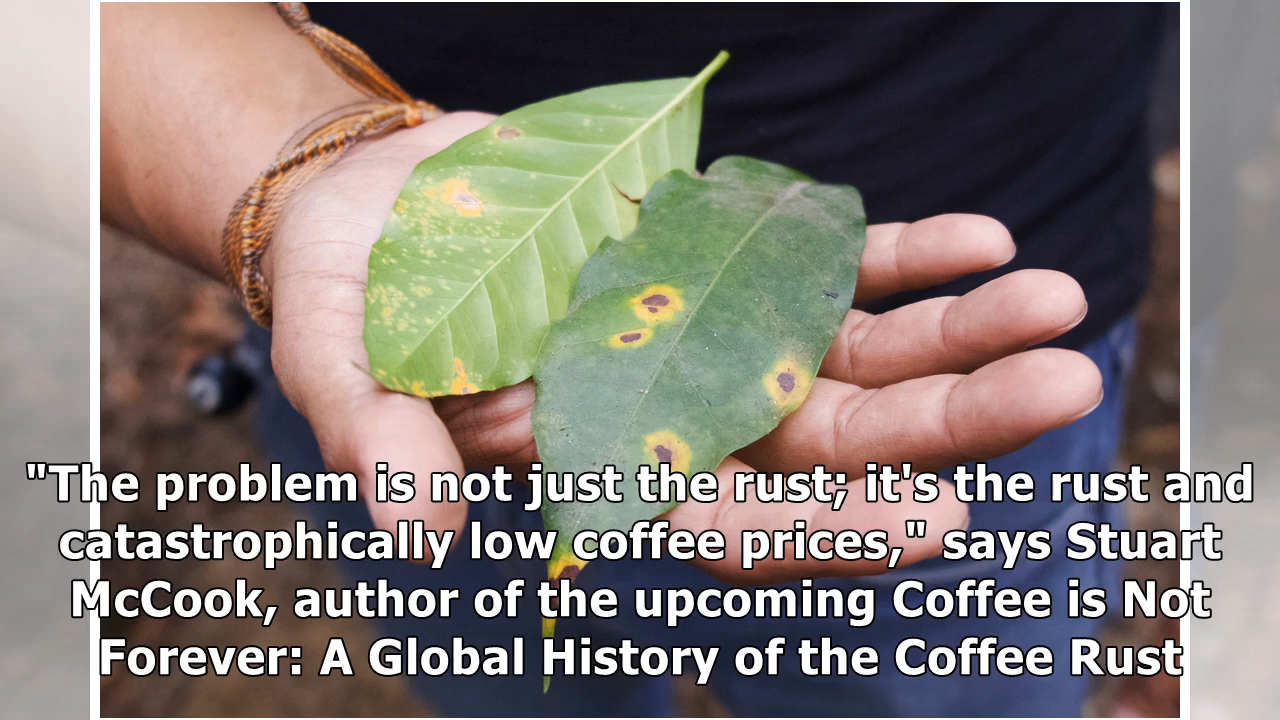 "The problem is not just the rust; it's the rust and
catastrophically low coffee prices," says Stuart
McCook, author of the upcoming Coffee is Not
Forever: A Global History of the Coffee Rust